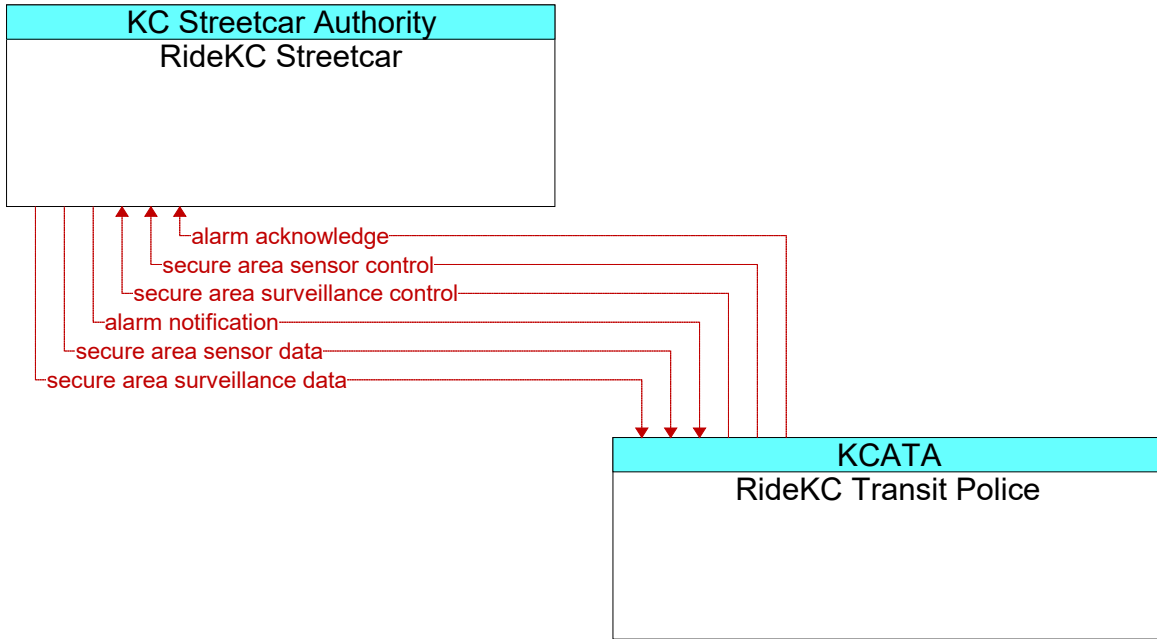 KC Streetcar Authority
RideKC Streetcar
alarm acknowledge
secure area sensor control
secure area surveillance control
alarm notification
secure area sensor data
secure area surveillance data
KCATA
RideKC Transit Police